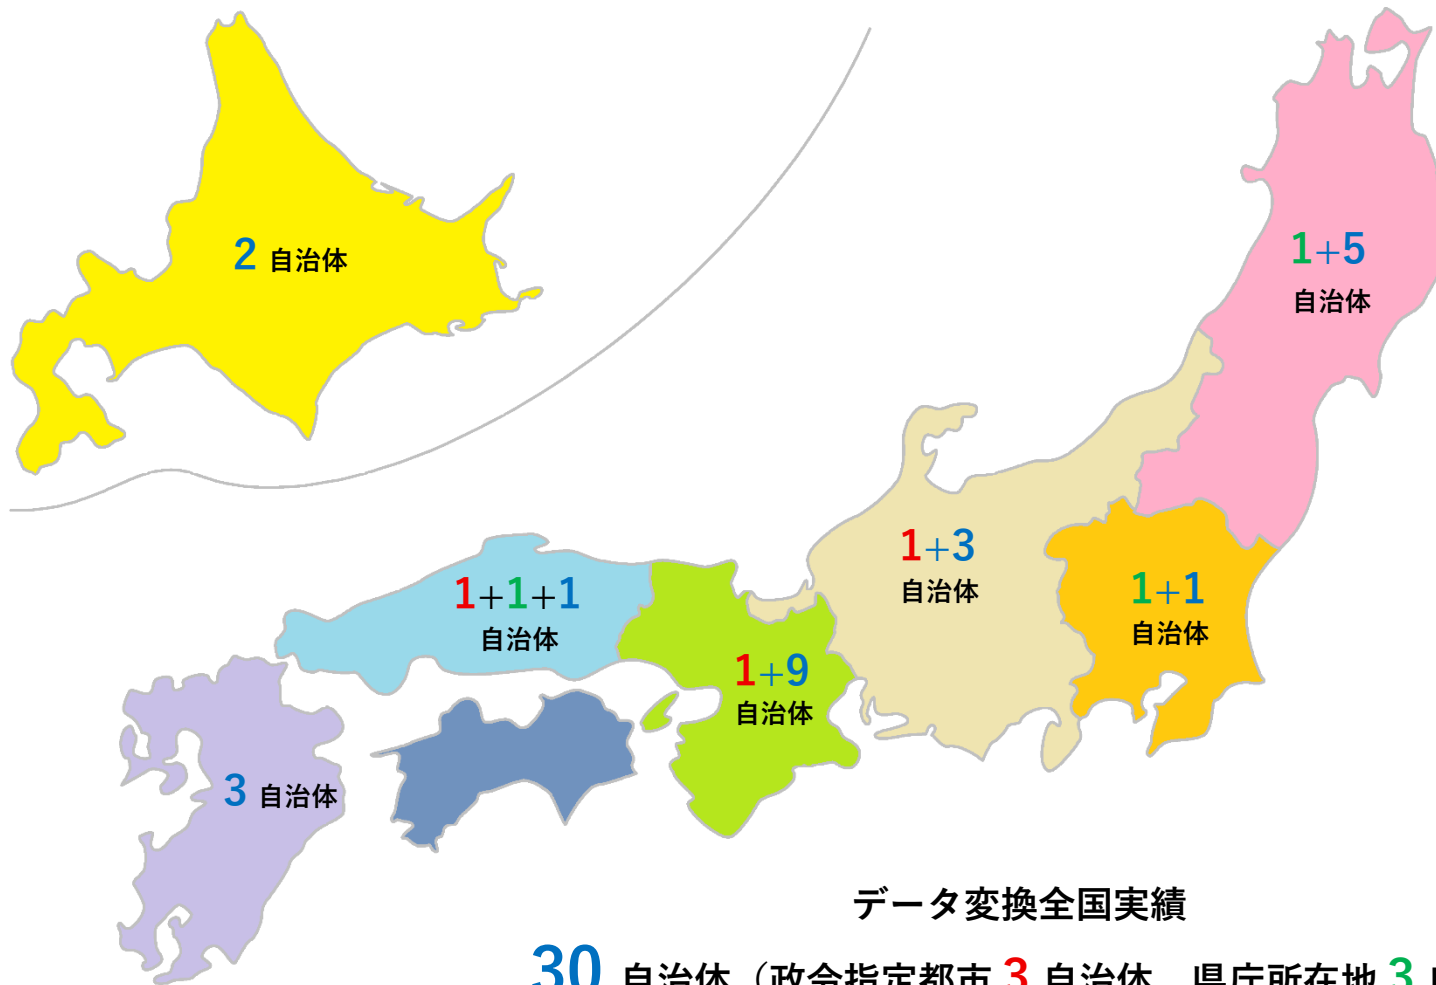 2 自治体
1+5
自治体
1+3
自治体
1+1
自治体
1+1+1
自治体
1+9
自治体
3 自治体
データ変換全国実績
30 自治体（政令指定都市 3 自治体、県庁所在地 3